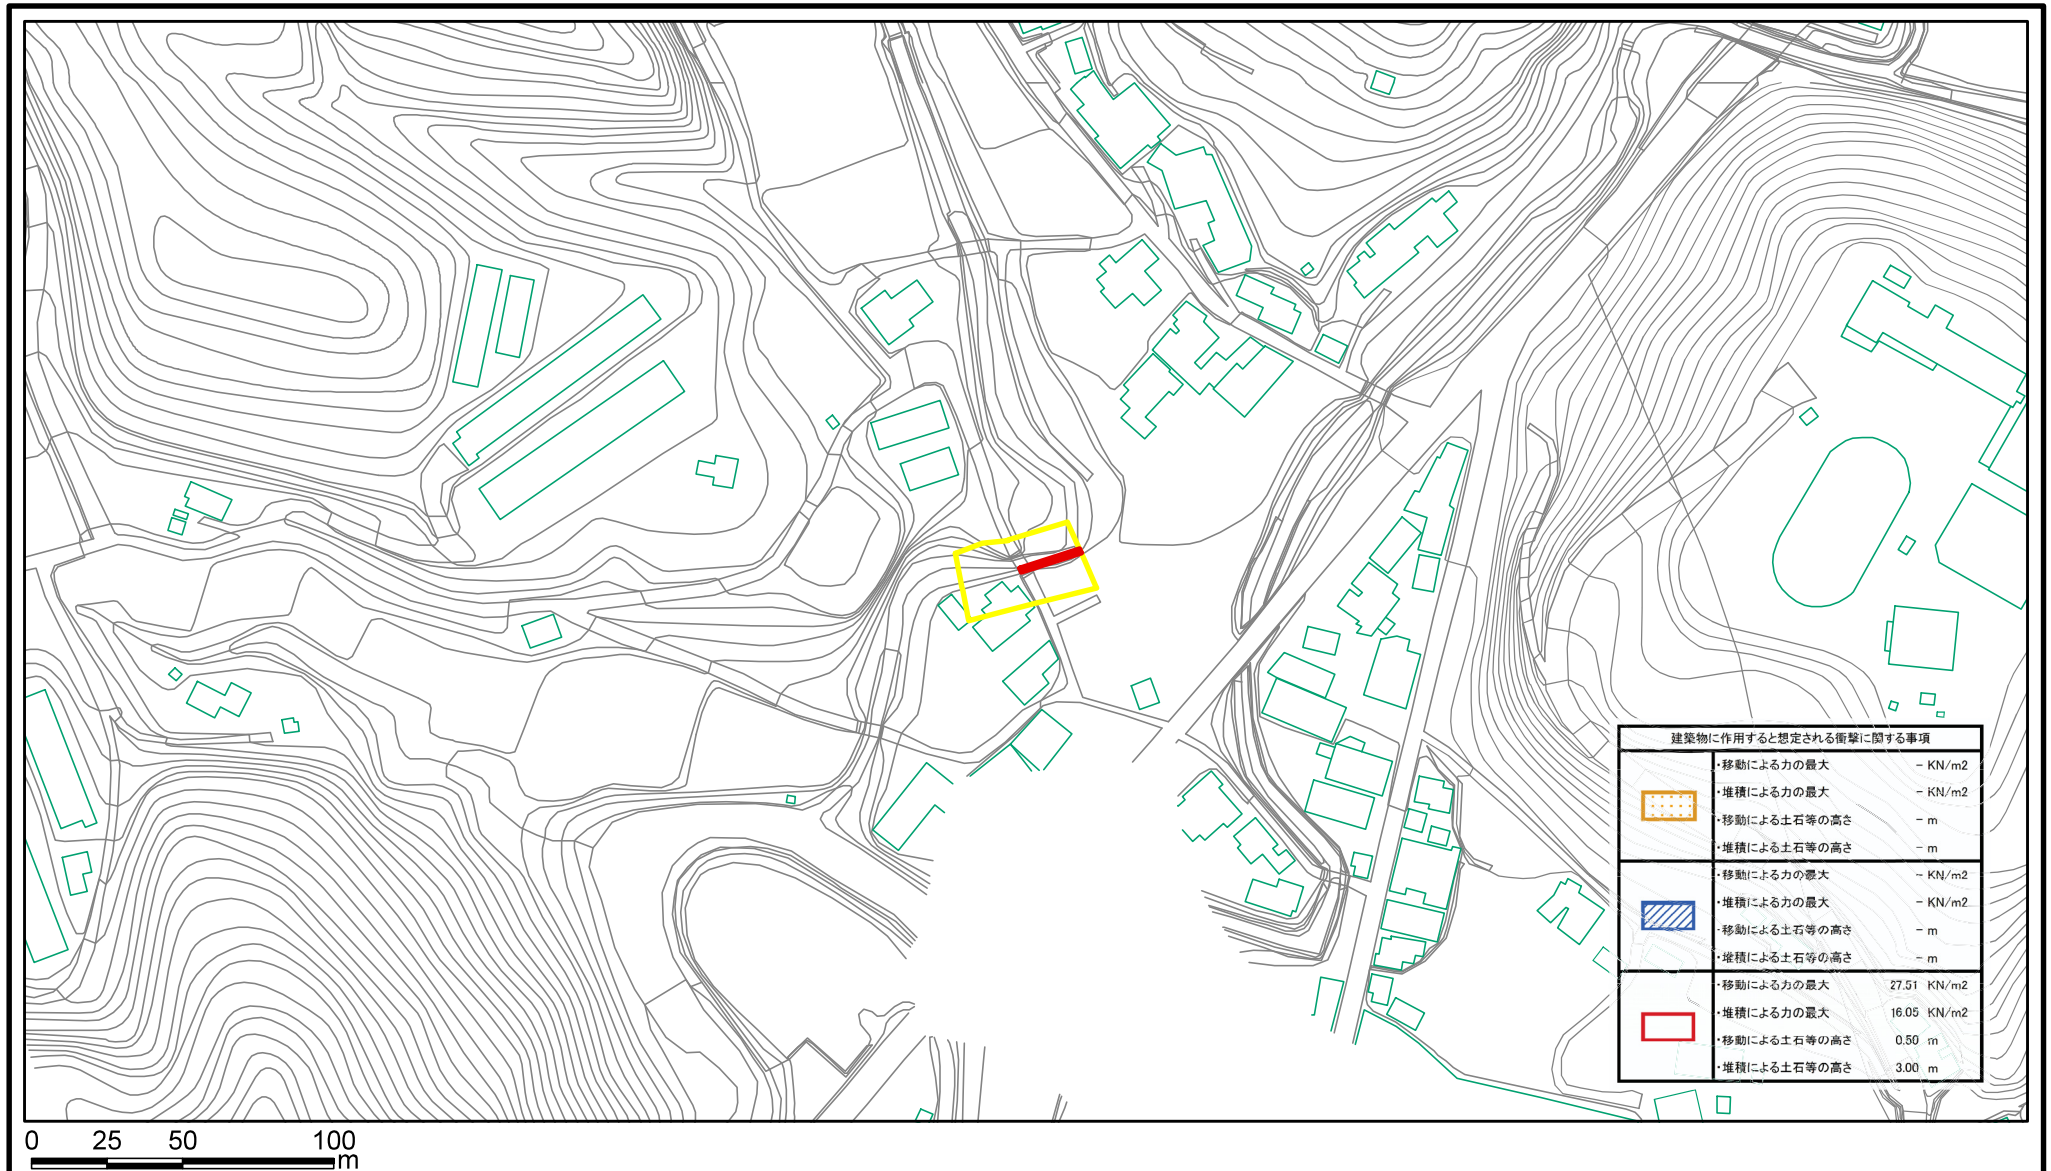 建築物に作用すると想定される衝撃に関する事項
・移動による力の最大 － KN/m2
・堆積による力の最大 － KN/m2
・移動による土石等の高さ － m
・堆積による土石等の高さ － m
・移動による力の最大 － KN/m2
・堆積による力の最大 － KN/m2
・移動による土石等の高さ － m
・堆積による土石等の高さ － m
・移動による力の最大 27.51 KN/m2
・堆積による力の最大 16.05 KN/m2
・移動による土石等の高さ 0.50 m
・堆積による土石等の高さ 3.00 m
0 25 50 100
m